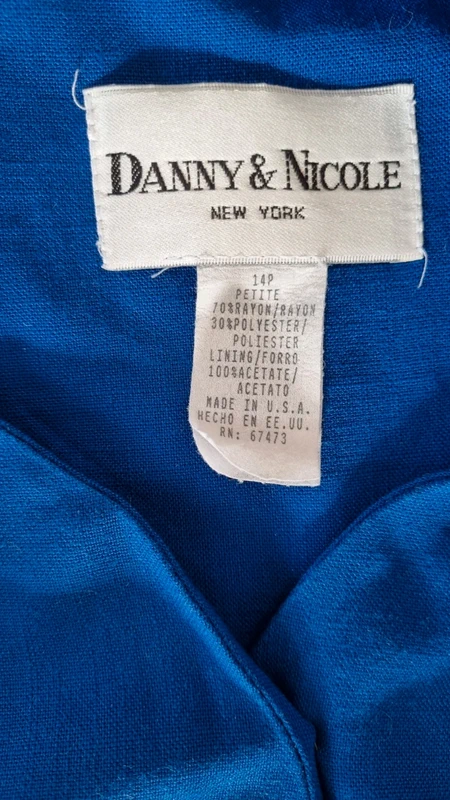 DANNY & NICOLE
NEW YORK
14P
PETITE
70%RAYON/RAYON
30%POLYESTER/
POLIESTER
LINING/FORRO
100%ACETATE/
ACETATO
MADE IN U.S.A.
HECHO EN EE.UU.
RN: 67473